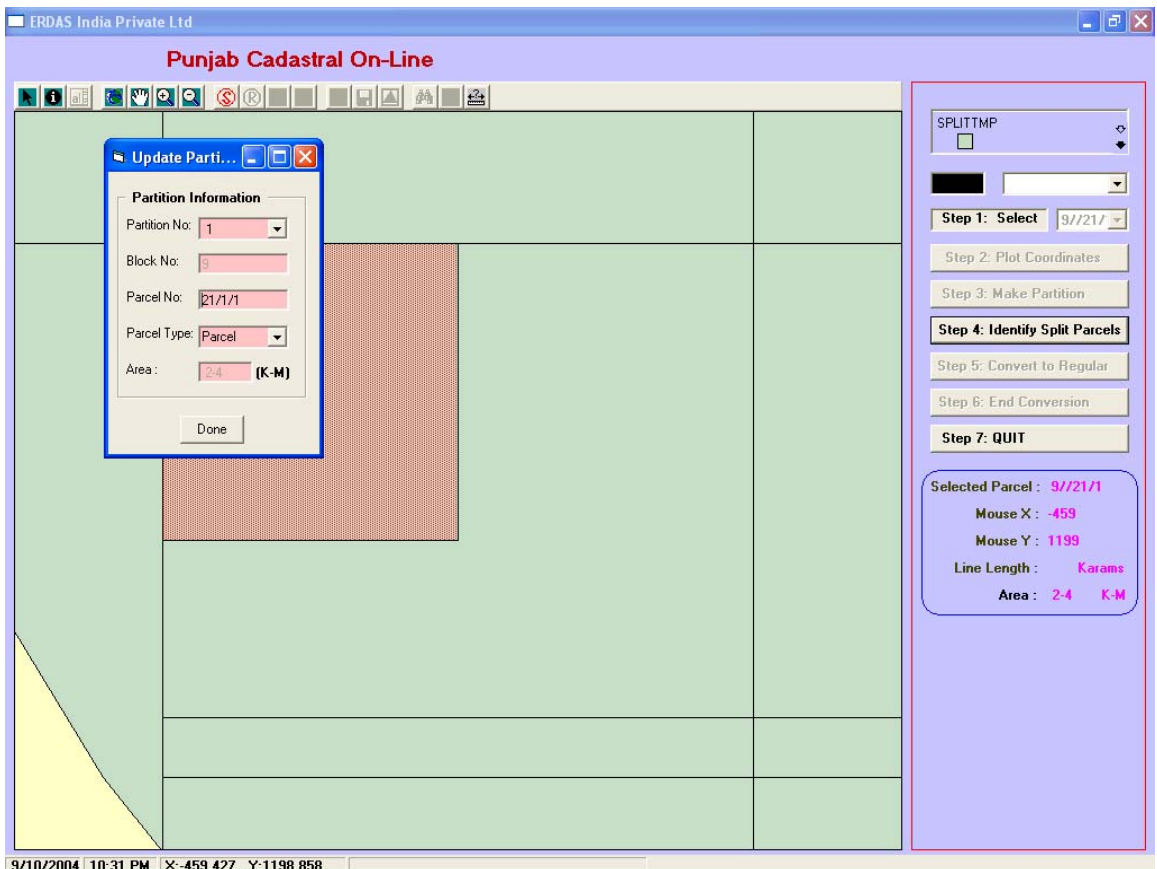 ERDAS India Private Ltd
Punjab Cadastral On-Line
Update Parti...
Partition Information
Partition No: 1
Block No: 9
Parcel No: 21/1/1
Parcel Type: Parcel
Area : 2-4 (K-M)
Done
SPLITTMP
Step 1: Select 9//21/
Step 2: Plot Coordinates
Step 3: Make Partition
Step 4: Identify Split Parcels
Step 5: Convert to Regular
Step 6: End Conversion
Step 7: QUIT
Selected Parcel : 9//21/1
Mouse X : -459
Mouse Y : 1199
Line Length : Karams
Area : 2-4 K-M
9/10/2004 10:31 PM X:-459.427 Y:1198.858